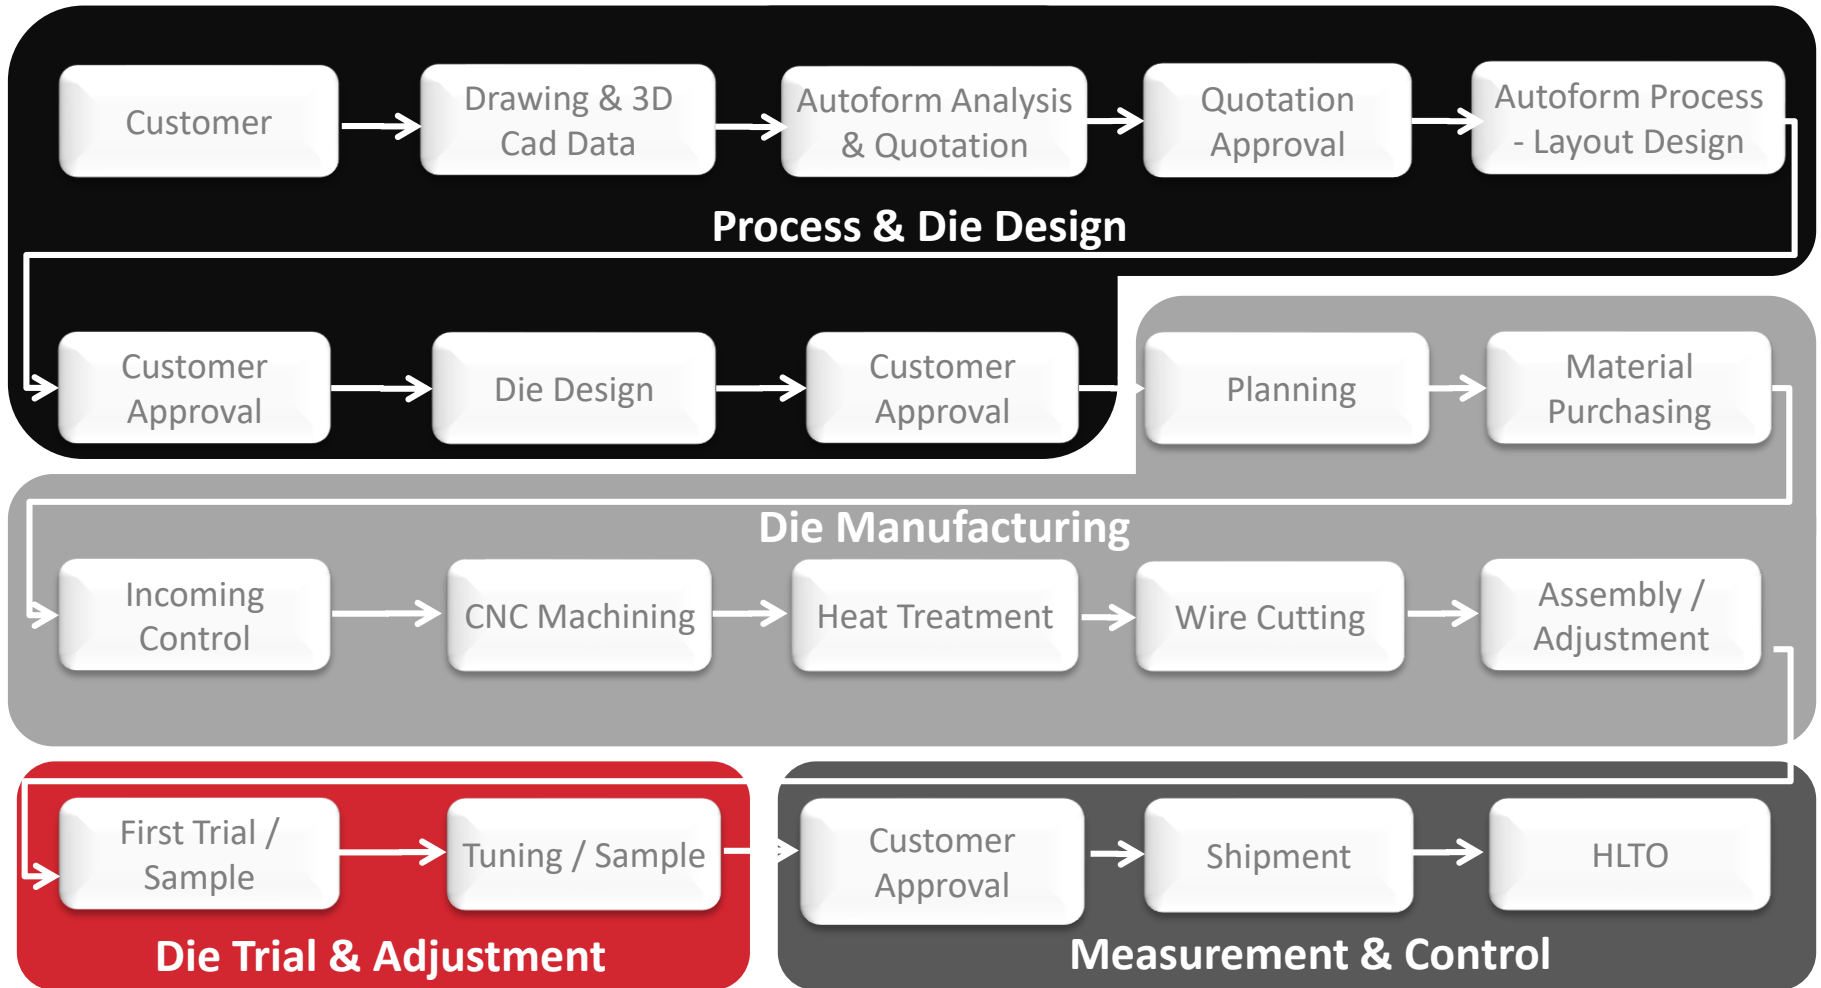 Customer
Drawing & 3D
Cad Data
Autoform Analysis
& Quotation
Quotation
Approval
Autoform Process
- Layout Design
Process & Die Design
Customer
Approval
Die Design
Customer
Approval
Planning
Material
Purchasing
Die Manufacturing
Incoming
Control
CNC Machining
Heat Treatment
Wire Cutting
Assembly /
Adjustment
First Trial /
Sample
Tuning / Sample
Customer
Approval
Shipment
HLTO
Die Trial & Adjustment
Measurement & Control